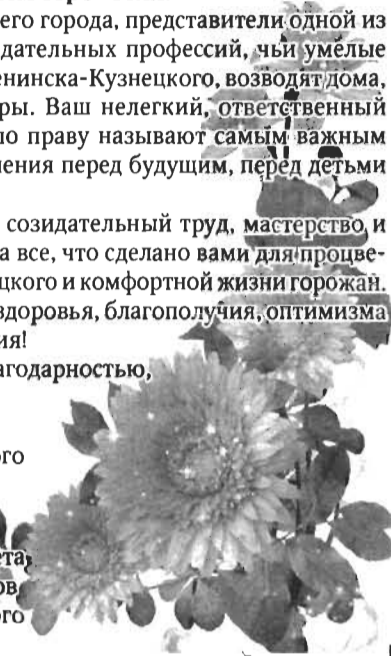 его города, представители одной из
дательных профессий, чьи умелые
енинска-Кузнецкого, возводят дома,
ры. Ваш нелегкий, ответственный
по праву называют самым важным
ления перед будущим, перед детьми
созидательный труд, мастерство и
а все, что сделано вами для процве-
цкого и комфортной жизни горожан.
здоровья, благополучия, оптимизма
ия!
агодарностью,
ого
ета
ов
ого